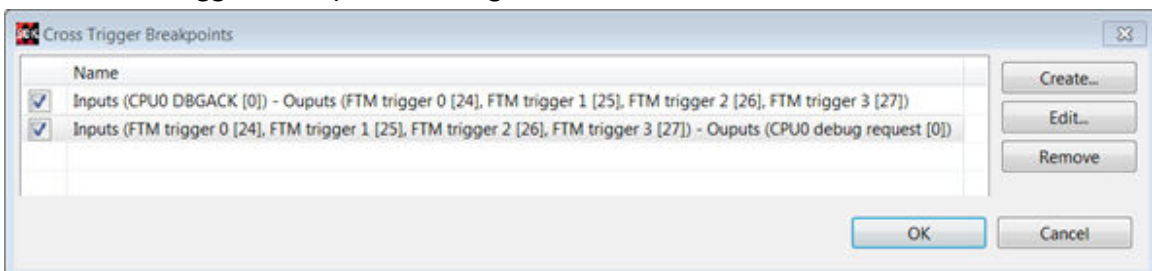 Cross Trigger Breakpoints
Name
Create...
Inputs (CPU0 DBGACK [0]) - Ouputs (FTM trigger 0 [24], FTM trigger 1 [25], FTM trigger 2 [26], FTM trigger 3 [27])
Edit...
Inputs (FTM trigger 0 [24], FTM trigger 1 [25], FTM trigger 2 [26], FTM trigger 3 [27]) - Ouputs (CPU0 debug request [0])
Remove
OK
Cancel